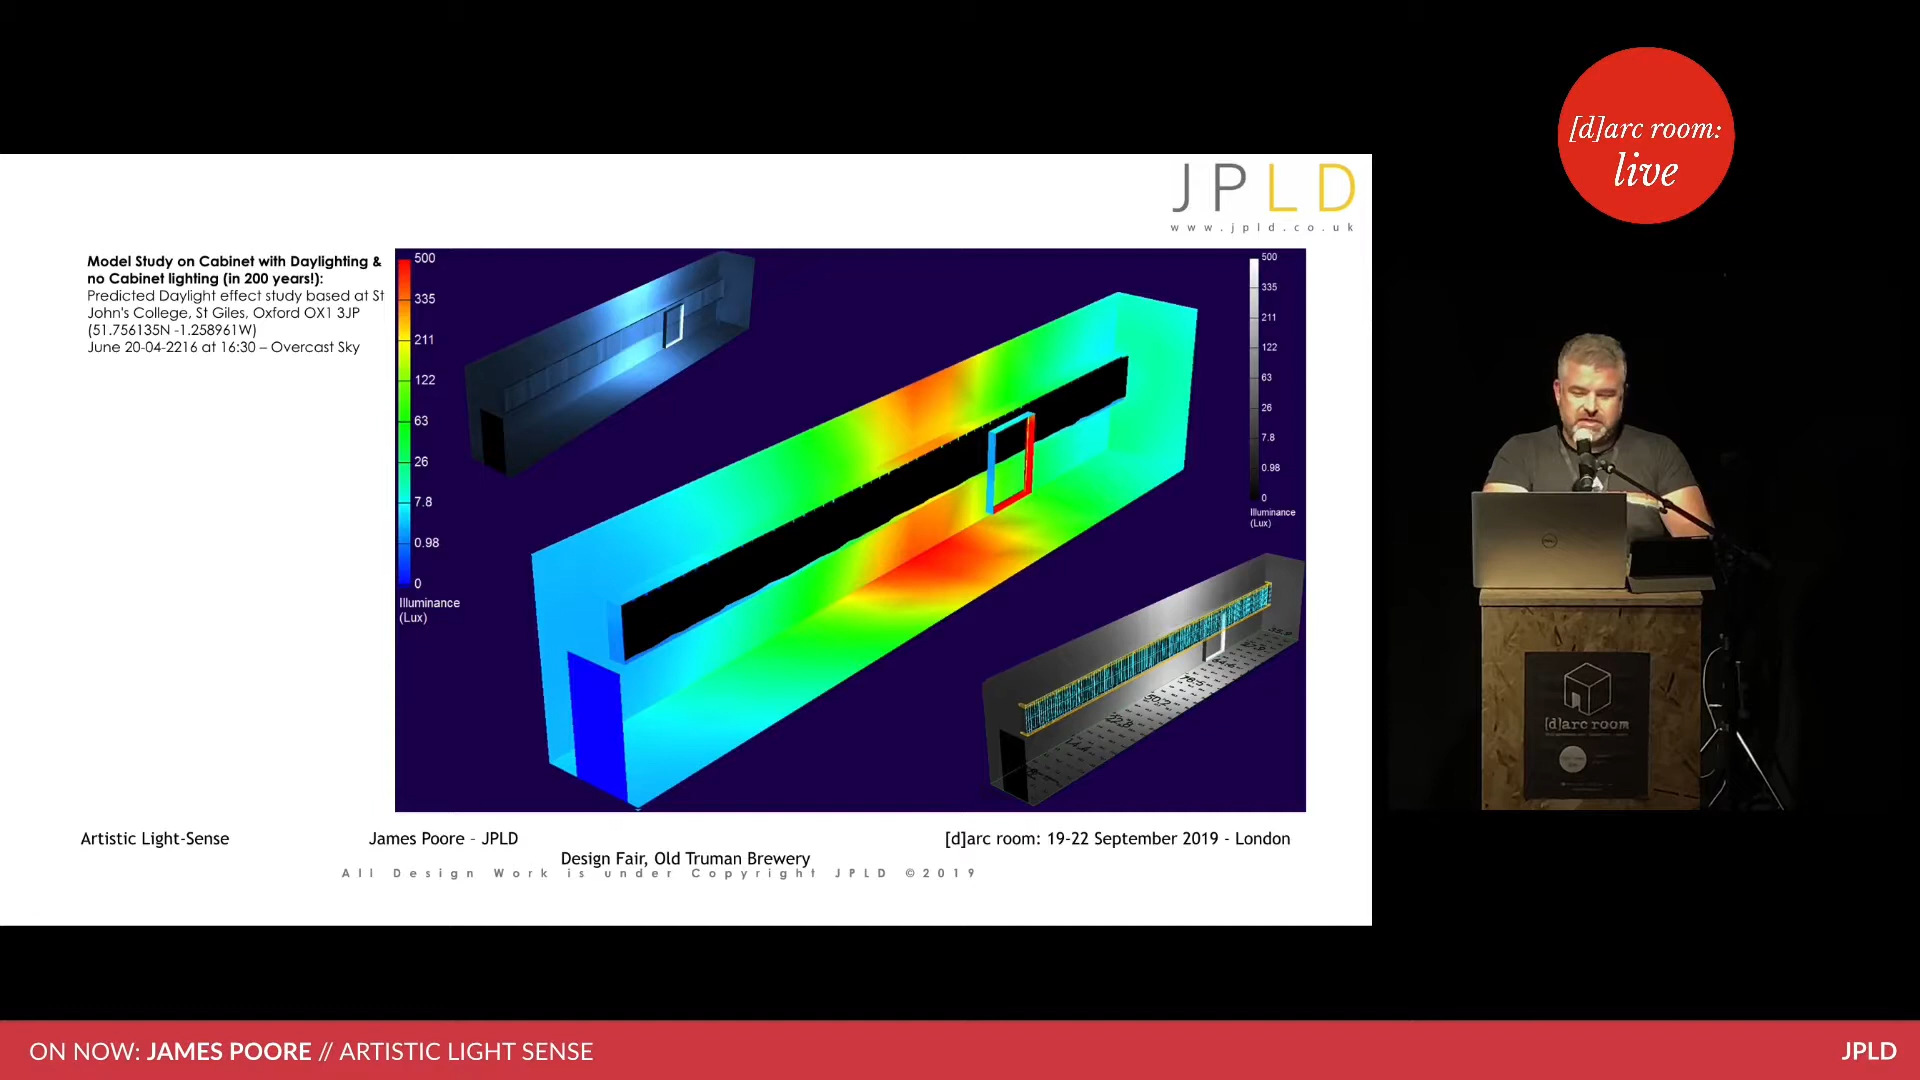 [d]arc room:
live
JPLD
www.jpld.co.uk
Model Study on Cabinet with Daylighting &
no Cabinet lighting (in 200 years!):
Predicted Daylight effect study based at St
John's College, St Giles, Oxford OX1 3JP
(51.756135N -1.258961W)
June 20-04-2216 at 16:30 – Overcast Sky
500
335
211
122
63
26
7.8
0.98
0
Illuminance
(Lux)
500
335
211
122
63
26
7.8
0.98
0
Illuminance
(Lux)
DELL
[d]arc room
Artistic Light-Sense
James Poore - JPLD
[d]arc room: 19-22 September 2019 - London
Design Fair, Old Truman Brewery
All Design Work is under Copyright JPLD ©2019
ON NOW: JAMES POORE // ARTISTIC LIGHT SENSE
JPLD